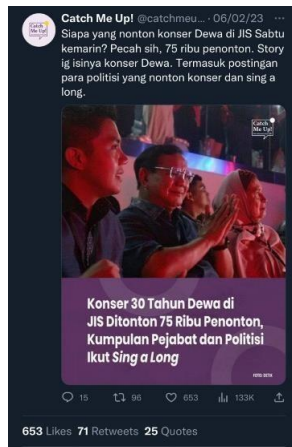 Catch Me Up! @catchmeu... · 06/02/23 ...
Siapa yang nonton konser Dewa di JIS Sabtu
kemarin? Pecah sih, 75 ribu penonton. Story
ig isinya konser Dewa. Termasuk postingan
para politisi yang nonton konser dan sing a
long.
Catch
Me Up!
Konser 30 Tahun Dewa di
JIS Ditonton 75 Ribu Penonton,
Kumpulan Pejabat dan Politisi
Ikut Sing a Long
15 96 653 133K
653 Likes 71 Retweets 25 Quotes